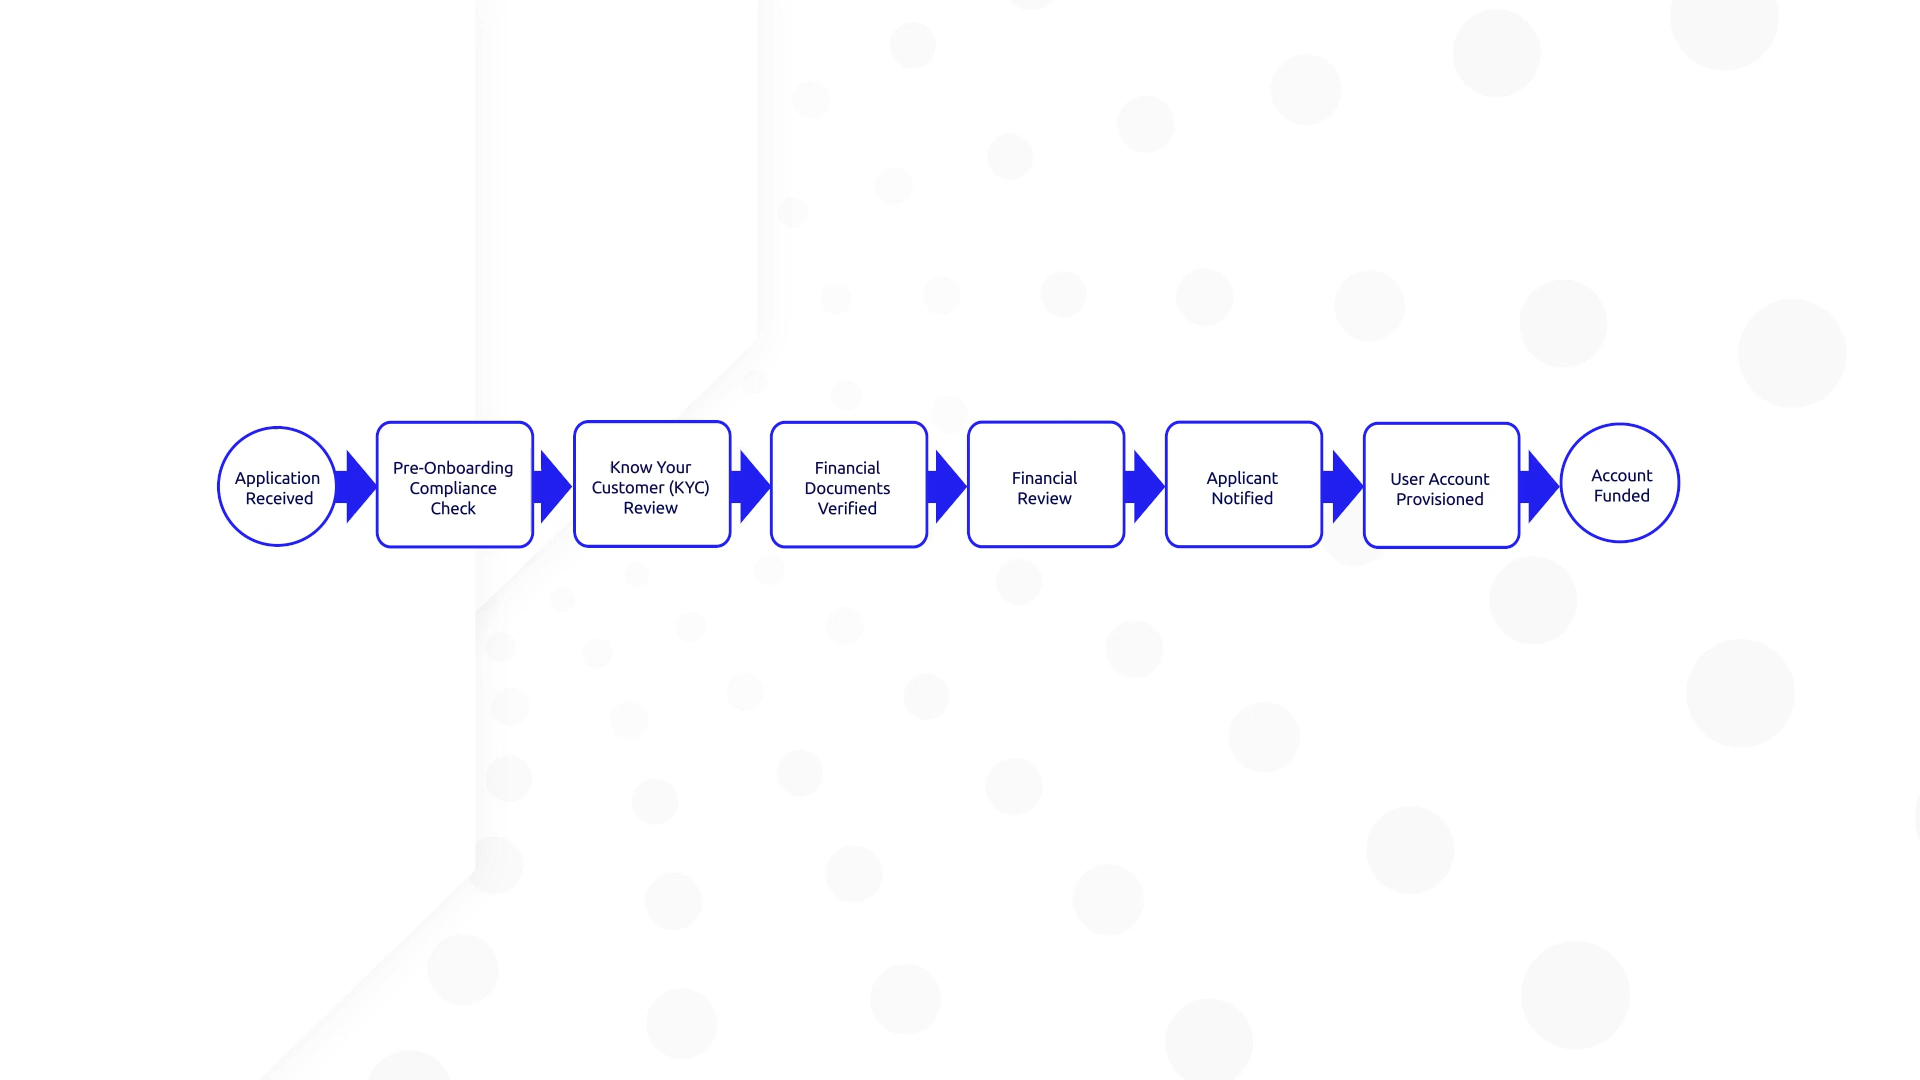 Application
Received
Pre-Onboarding
Compliance
Check
Know Your
Customer (KYC)
Review
Financial
Documents
Verified
Financial
Review
Applicant
Notified
User Account
Provisioned
Account
Funded